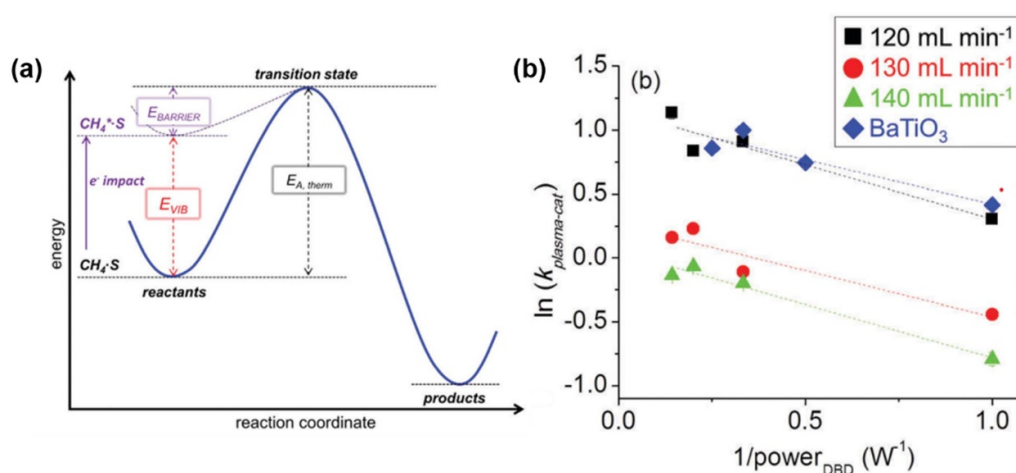 (a)
transition state
E_BARRIER
CH₄*·S
e⁻ impact
E_VIB
E_A, therm
energy
CH₄·S
reactants
products
reaction coordinate
(b)
(b)
120 mL min⁻¹
130 mL min⁻¹
140 mL min⁻¹
BaTiO₃
1.5
1.0
0.5
0.0
-0.5
-1.0
ln (k_plasma-cat)
0.0 0.5 1.0
1/power_DBD (W⁻¹)